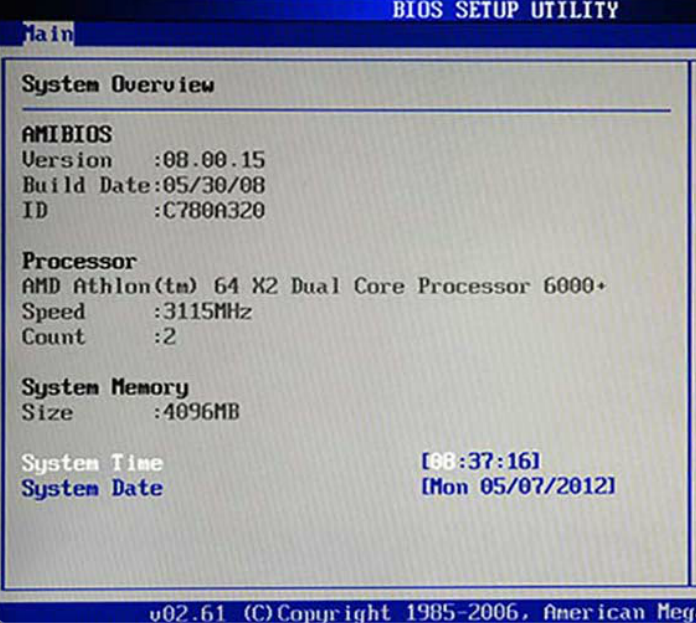 BIOS SETUP UTILITY
Main
System Overview
AMIBIOS
Version :08.00.15
Build Date:05/30/08
ID :C780A320
Processor
AMD Athlon(tm) 64 X2 Dual Core Processor 6000+
Speed :3115MHz
Count :2
System Memory
Size :4096MB
System Time [08:37:16]
System Date [Mon 05/07/2012]
v02.61 (C)Copyright 1985-2006, American Meg